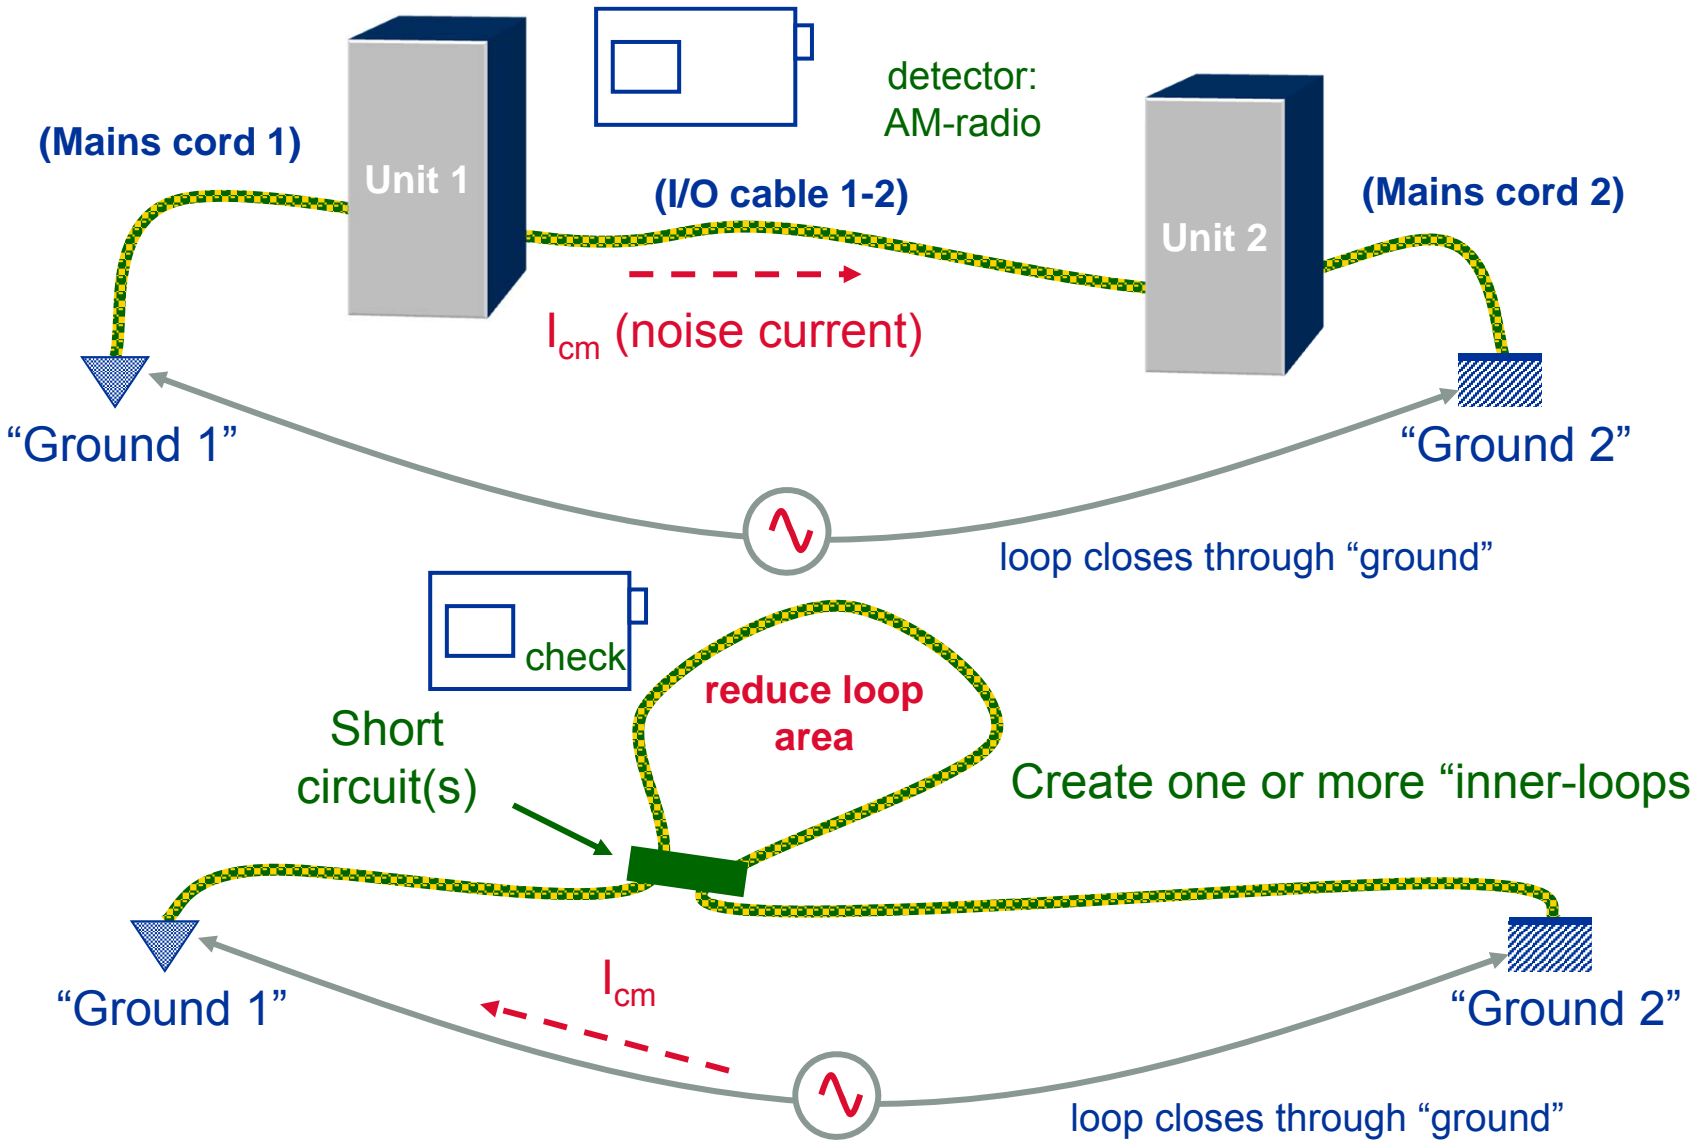 detector:
AM-radio
(Mains cord 1)
Unit 1
(I/O cable 1-2)
(Mains cord 2)
Unit 2
Icm (noise current)
“Ground 1”
“Ground 2”
loop closes through “ground”
check
reduce loop
area
Short
circuit(s)
Create one or more “inner-loops
Icm
“Ground 1”
“Ground 2”
loop closes through “ground”